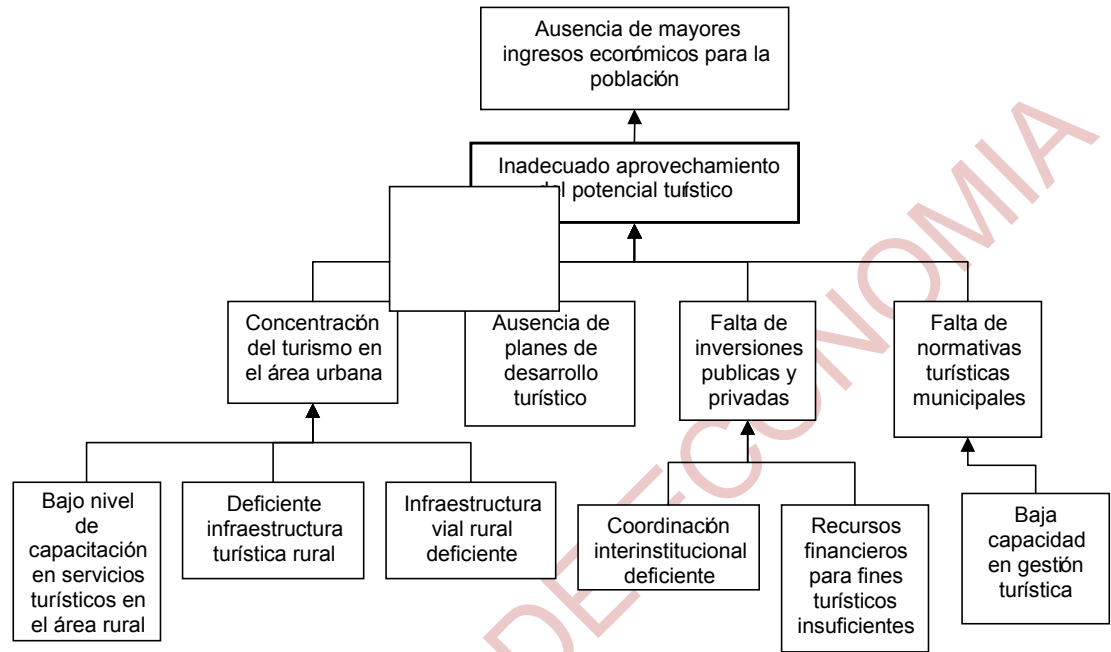 Ausencia de mayores
ingresos económicos para la
población
Inadecuado aprovechamiento
del potencial turístico
Concentración
del turismo en
el área urbana
Ausencia de
planes de
desarrollo
turístico
Falta de
inversiones
publicas y
privadas
Falta de
normativas
turísticas
municipales
Bajo nivel
de
capacitación
en servicios
turísticos en
el área rural
Deficiente
infraestructura
turística rural
Infraestructura
vial rural
deficiente
Coordinación
interinstitucional
deficiente
Recursos
financieros
para fines
turísticos
insuficientes
Baja
capacidad
en gestión
turística
DE ECONOMIA